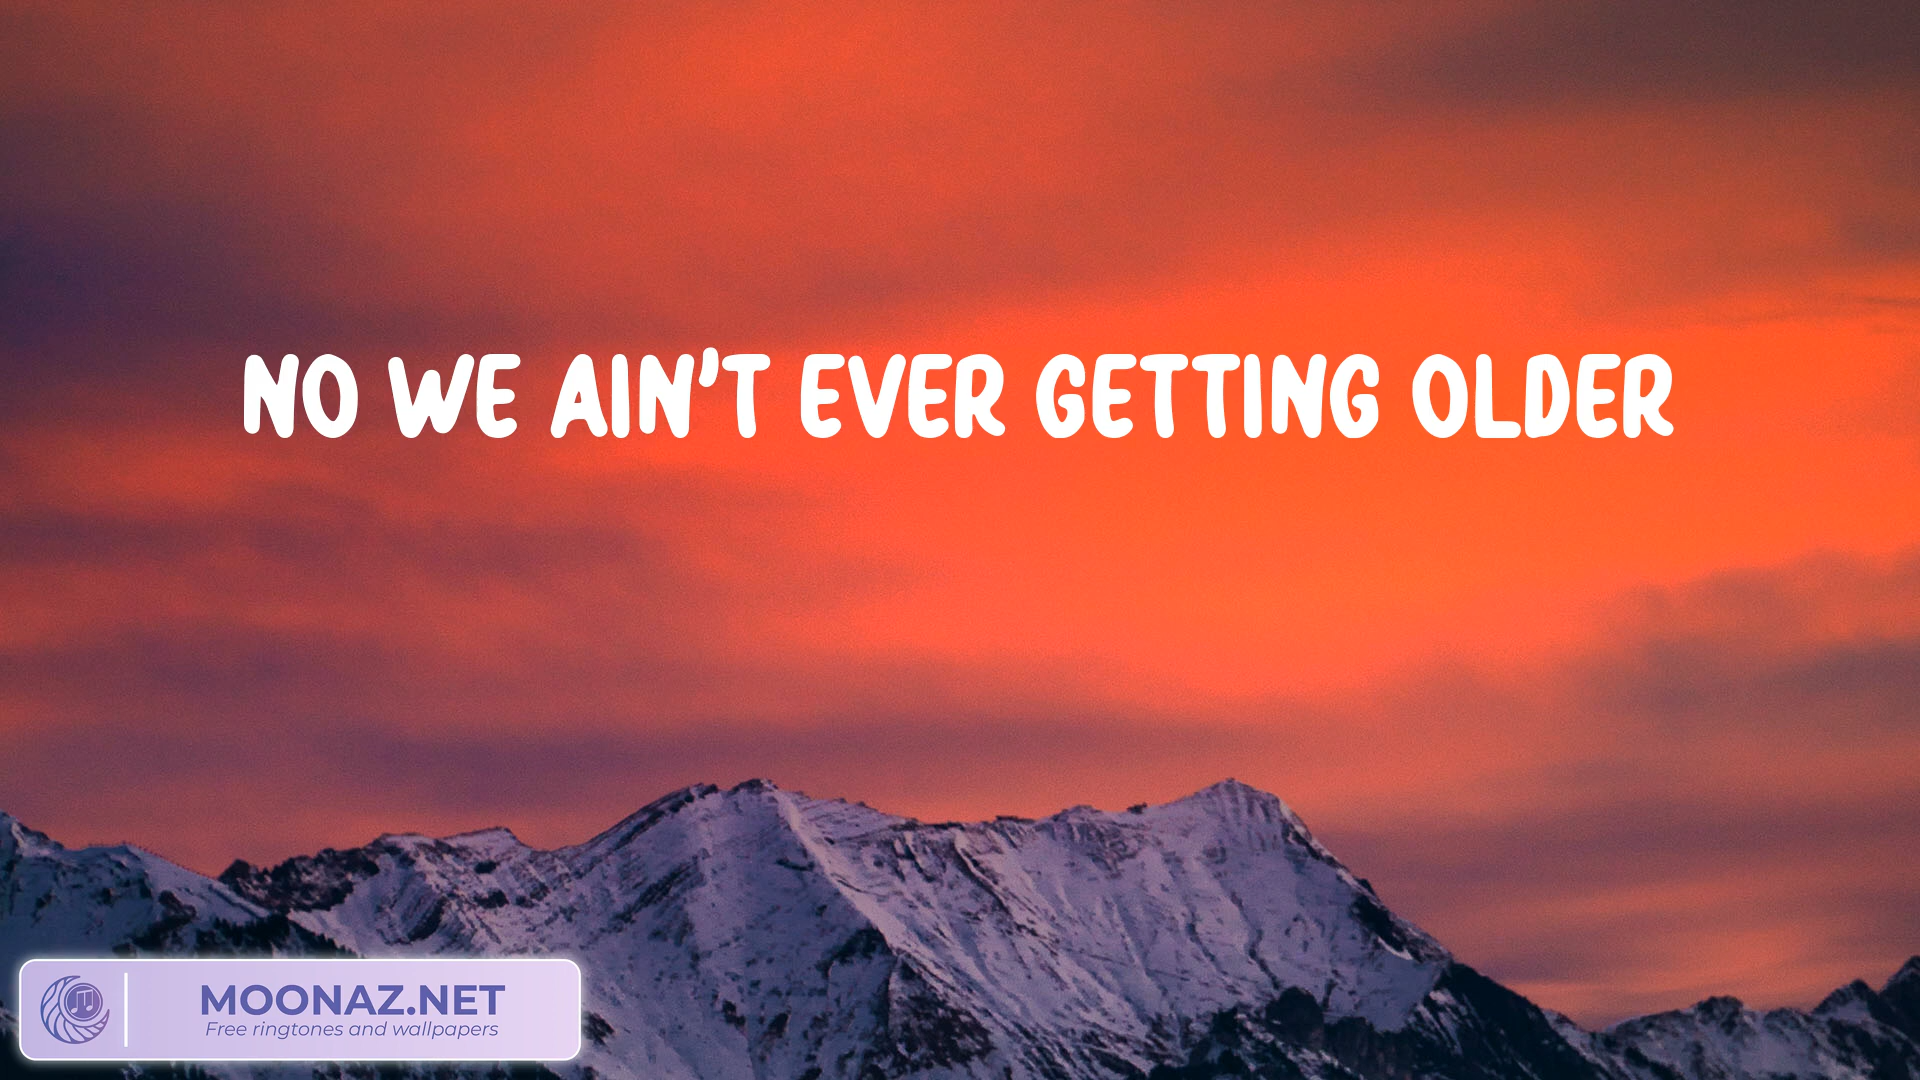 NO WE AIN'T EVER GETTING OLDER
MOONAZ.NET
Free ringtones and wallpapers